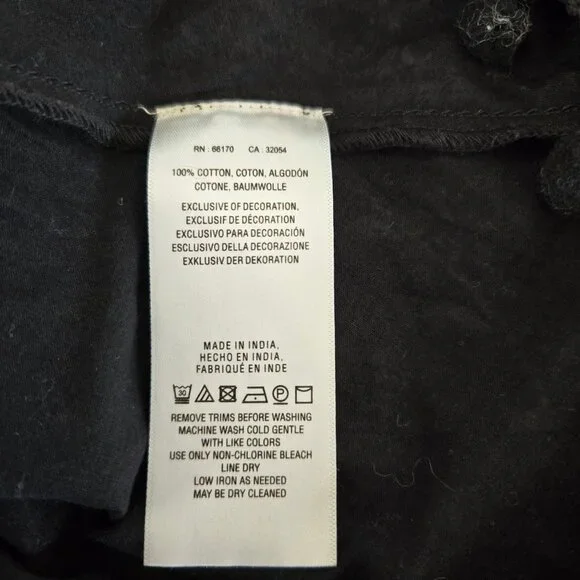 RN : 66170 CA : 32054
100% COTTON, COTON, ALGODÓN
COTONE, BAUMWOLLE
EXCLUSIVE OF DECORATION,
EXCLUSIF DE DÉCORATION
EXCLUSIVO PARA DECORACIÓN
ESCLUSIVO DELLA DECORAZIONE
EXKLUSIV DER DEKORATION
MADE IN INDIA,
HECHO EN INDIA,
FABRIQUÉ EN INDE
30 P
REMOVE TRIMS BEFORE WASHING
MACHINE WASH COLD GENTLE
WITH LIKE COLORS
USE ONLY NON-CHLORINE BLEACH
LINE DRY
LOW IRON AS NEEDED
MAY BE DRY CLEANED